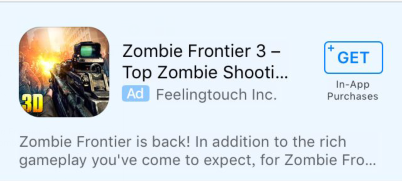 Zombie Frontier 3 –
Top Zombie Shooti...
Ad Feelingtouch Inc.
3D
+ GET
In-App
Purchases
Zombie Frontier is back! In addition to the rich
gameplay you've come to expect, for Zombie Fro...